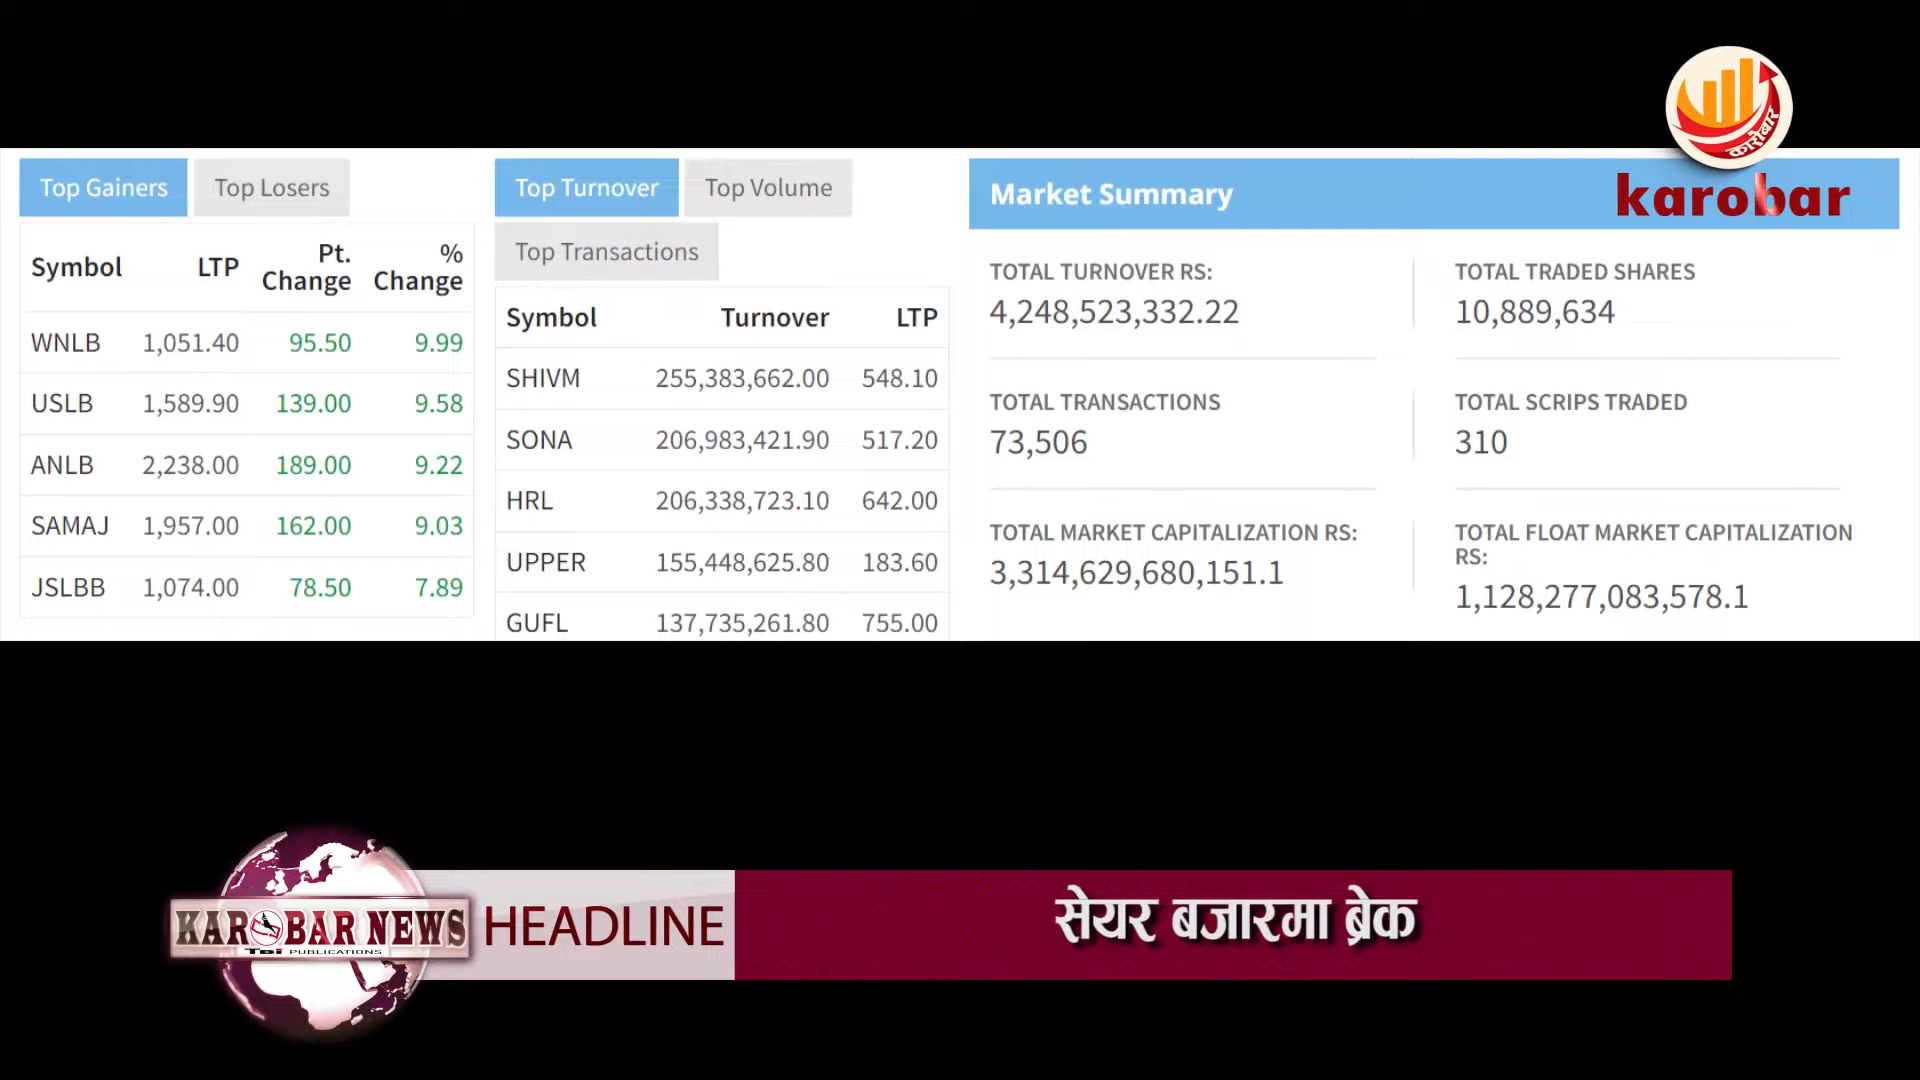 कारोबार
karobar
Top Gainers Top Losers
Symbol LTP Pt. Change % Change
WNLB 1,051.40 95.50 9.99
USLB 1,589.90 139.00 9.58
ANLB 2,238.00 189.00 9.22
SAMAJ 1,957.00 162.00 9.03
JSLBB 1,074.00 78.50 7.89
Top Turnover Top Volume
Top Transactions
Symbol Turnover LTP
SHIVM 255,383,662.00 548.10
SONA 206,983,421.90 517.20
HRL 206,338,723.10 642.00
UPPER 155,448,625.80 183.60
GUFL 137,735,261.80 755.00
Market Summary
TOTAL TURNOVER RS:
4,248,523,332.22
TOTAL TRADED SHARES
10,889,634
TOTAL TRANSACTIONS
73,506
TOTAL SCRIPS TRADED
310
TOTAL MARKET CAPITALIZATION RS:
3,314,629,680,151.1
TOTAL FLOAT MARKET CAPITALIZATION
RS:
1,128,277,083,578.1
KAROBAR NEWS
TBI PUBLICATIONS
HEADLINE
सेयर बजारमा ब्रेक